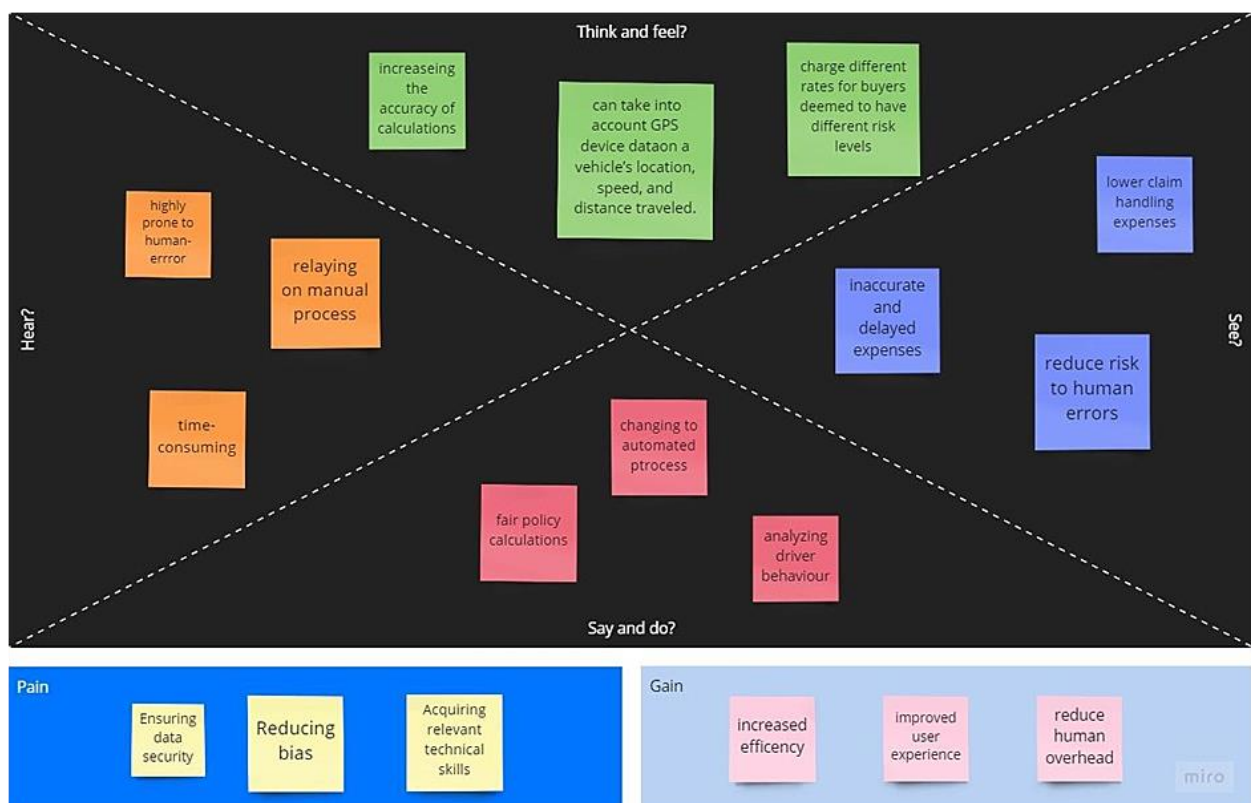 Think and feel?
increaseing
the
accuracy of
calculations
can take into
account GPS
device dataon a
vehicle's location,
speed, and
distance traveled.
charge different
rates for buyers
deemed to have
different risk
levels
Hear?
highly
prone to
human-
errror
relaying
on manual
process
time-
consuming
See?
lower claim
handling
expenses
inaccurate
and
delayed
expenses
reduce risk
to human
errors
changing to
automated
ptrocess
fair policy
calculations
analyzing
driver
behaviour
Say and do?
Pain
Ensuring
data
security
Reducing
bias
Acquiring
relevant
technical
skills
Gain
increased
efficency
improved
user
experience
reduce
human
overhead
miro